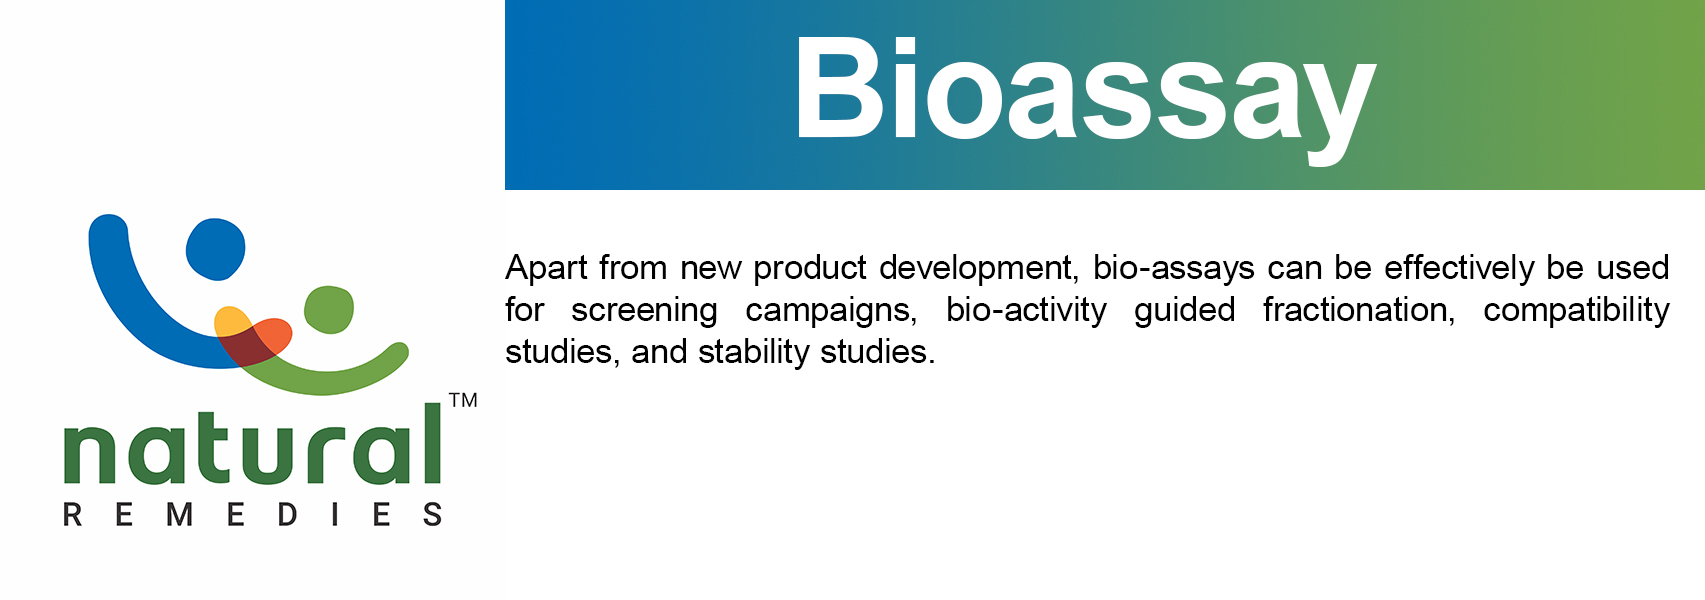 Bioassay
Apart from new product development, bio-assays can be effectively be used
for screening campaigns, bio-activity guided fractionation, compatibility
studies, and stability studies.
natural™
REMEDIES